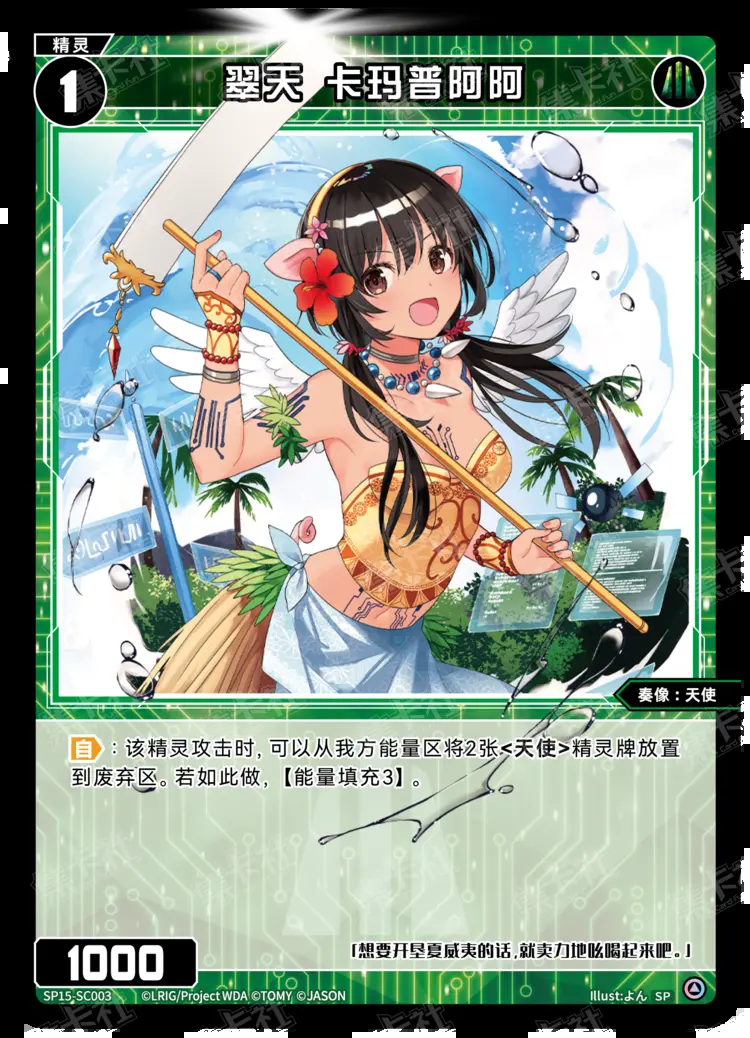 精灵
1
翠天 卡玛普阿阿
奏像：天使
自：该精灵攻击时，可以从我方能量区将2张<天使>精灵牌放置
到废弃区。若如此做，【能量填充3】。
「想要开垦夏威夷的话，就卖力地吆喝起来吧。」
1000
SP15-SC003 ©LRIG/Project WDA ©TOMY ©JASON
Illust:よん SP
集卡社